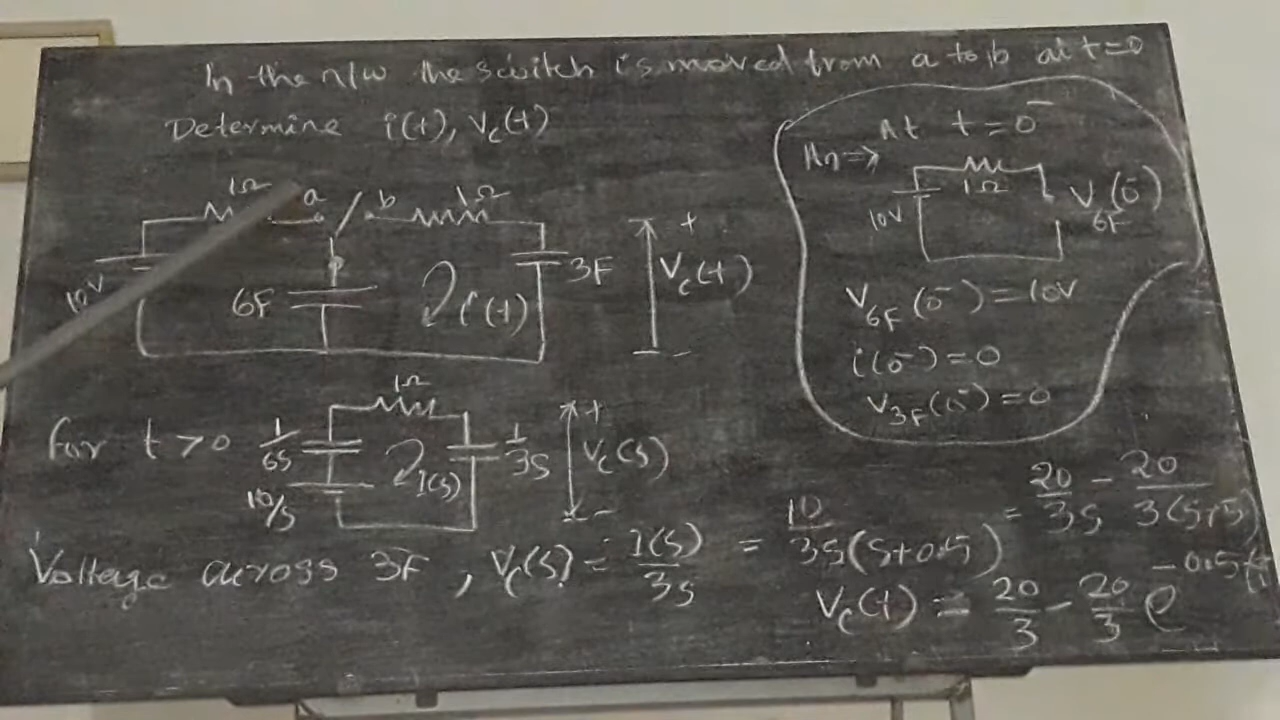 In the n/w the switch is moved from a to b at t=0
Determine i(t), Vc(t)
At t=0⁻
An⇒
1Ω
10V
V6F(0⁻)
V6F(0⁻)=10V
i(0⁻)=0
V3F(0⁻)=0
1Ω
a
b
1Ω
10V
6F
i(t)
3F
+
Vc(t)
-
for t>0
1Ω
1/6s
10/s
I(s)
1/3s
+
Vc(s)
-
Voltage across 3F, Vc(s) = I(s)/3s = 10/3s(s+0.5)
= 20/3s - 20/3(s+.5)
Vc(t) = 20/3 - 20/3 e^-0.5t